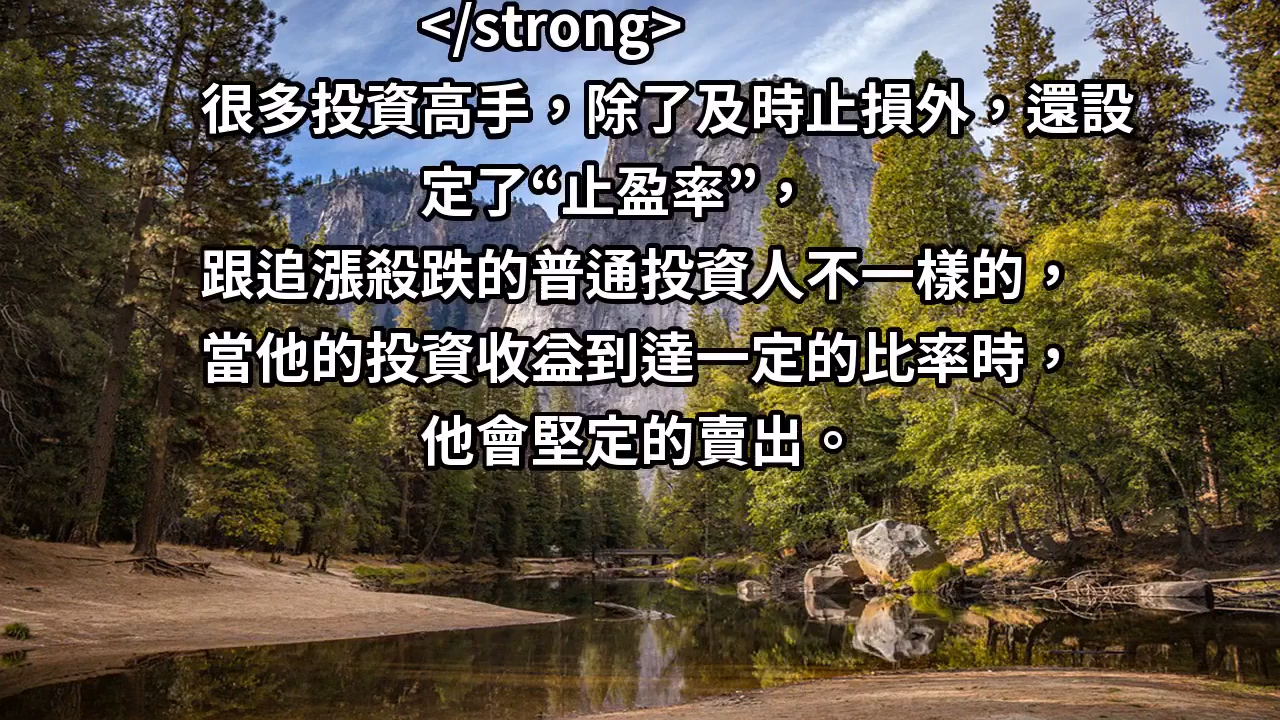 </strong>
很多投資高手，除了及時止損外，還設
定了“止盈率”，
跟追漲殺跌的普通投資人不一樣的，
當他的投資收益到達一定的比率時，
他會堅定的賣出。